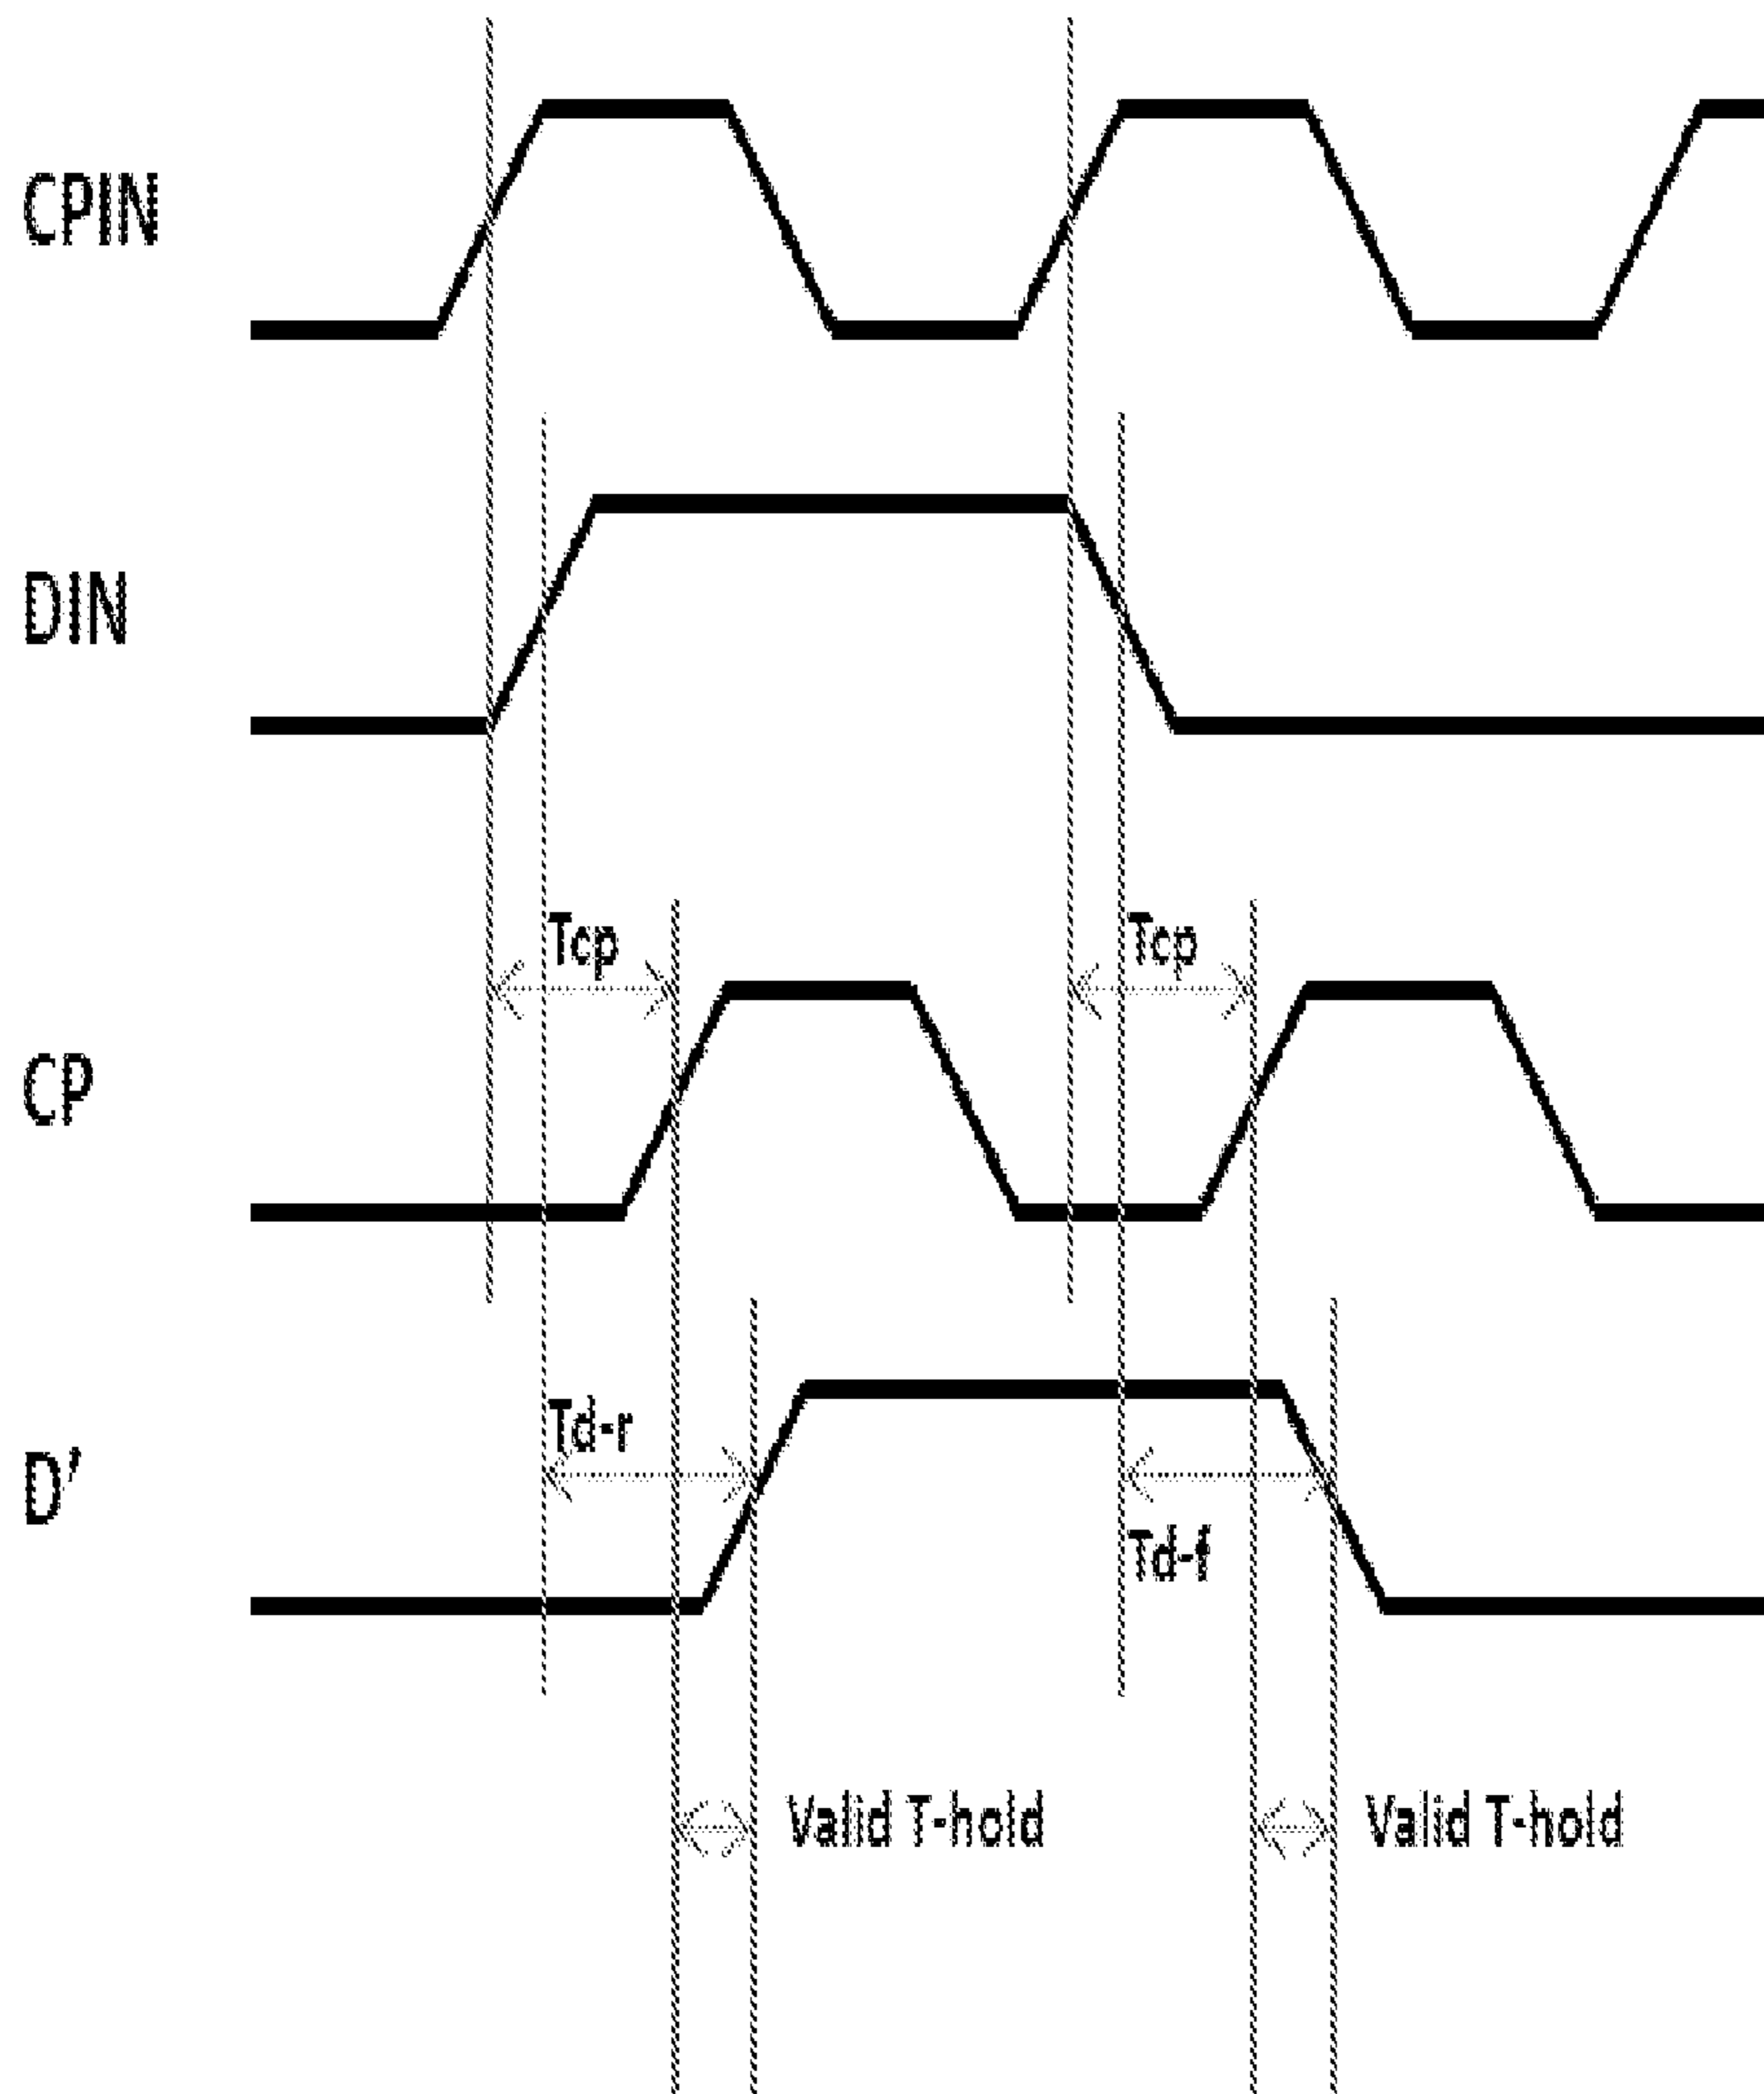 CPIN
DIN
Tcp Tcp
CP
Td-r
D'
Td-f
Valid T-hold Valid T-hold